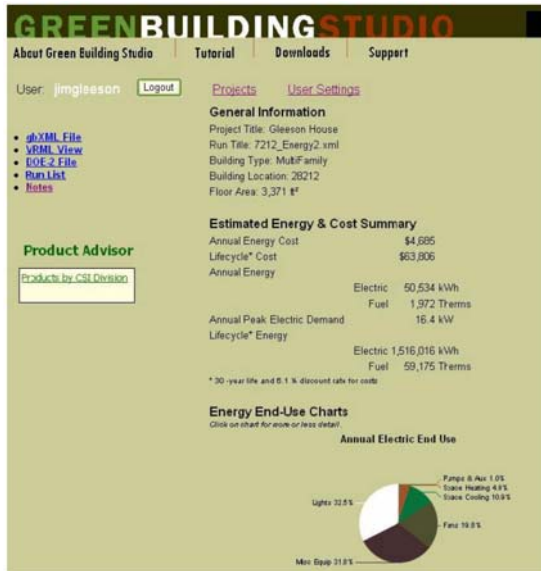 GREENBUILDINGSTUDIO
About Green Building Studio Tutorial Downloads Support
User: jimgleeson Logout Projects User Settings
gbXML File
VRML View
DOE-2 File
Run List
Notes
Product Advisor
Products by CSI Division
General Information
Project Title: Gleeson House
Run Title: 7212_Energy2.xml
Building Type: MultiFamily
Building Location: 28212
Floor Area: 3,371 ft²
Estimated Energy & Cost Summary
Annual Energy Cost $4,685
Lifecycle* Cost $63,806
Annual Energy
Electric 50,534 kWh
Fuel 1,972 Therms
Annual Peak Electric Demand 16.4 kW
Lifecycle* Energy
Electric 1,516,016 kWh
Fuel 59,175 Therms
* 30 -year life and 6.1 % discount rate for costs
Energy End-Use Charts
Click on chart for more or less detail.
Annual Electric End Use
Pumps & Aux 1.0%
Space Heating 4.9%
Space Cooling 10.9%
Lights 32.5%
Fans 19.8%
Misc Equip 31.0%